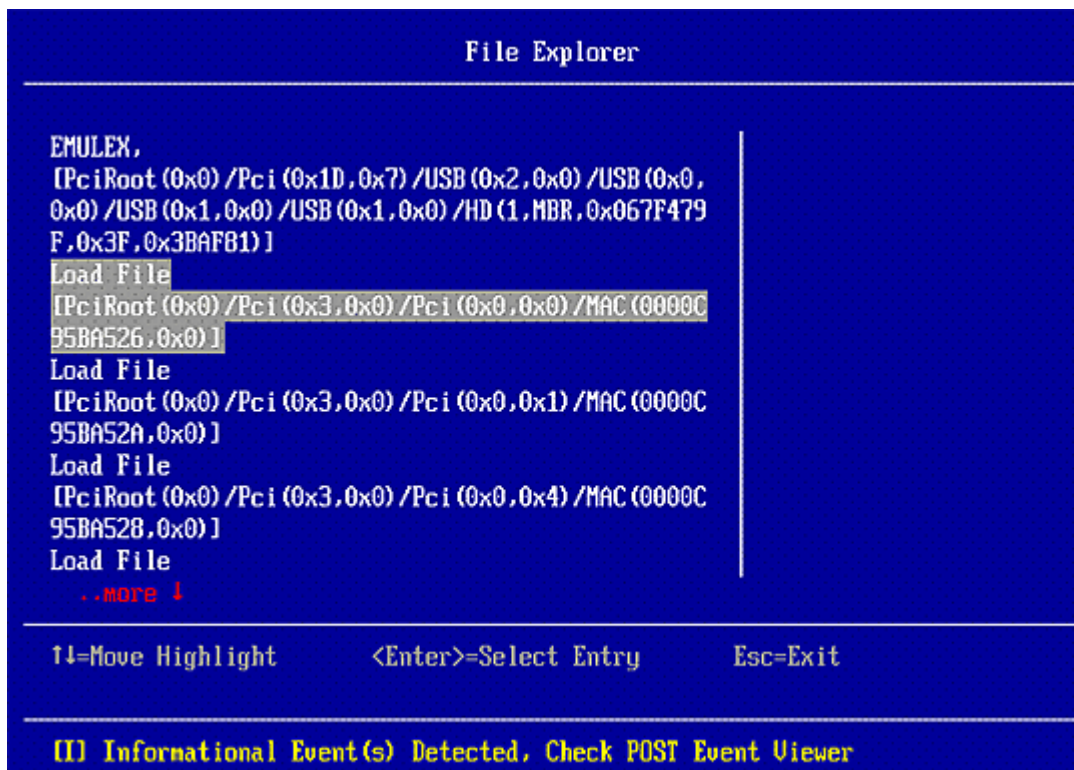 File Explorer
EMULEX,
[PciRoot(0x0)/Pci(0x1D,0x7)/USB(0x2,0x0)/USB(0x0,
0x0)/USB(0x1,0x0)/USB(0x1,0x0)/HD(1,MBR,0x067F479
F,0x3F,0x3BAF81)]
Load File
[PciRoot(0x0)/Pci(0x3,0x0)/Pci(0x0,0x0)/MAC(0000C
95BA526,0x0)]
Load File
[PciRoot(0x0)/Pci(0x3,0x0)/Pci(0x0,0x1)/MAC(0000C
95BA52A,0x0)]
Load File
[PciRoot(0x0)/Pci(0x3,0x0)/Pci(0x0,0x4)/MAC(0000C
95BA528,0x0)]
Load File
..more ↓
↑↓=Move Highlight <Enter>=Select Entry Esc=Exit
[I] Informational Event(s) Detected, Check POST Event Viewer